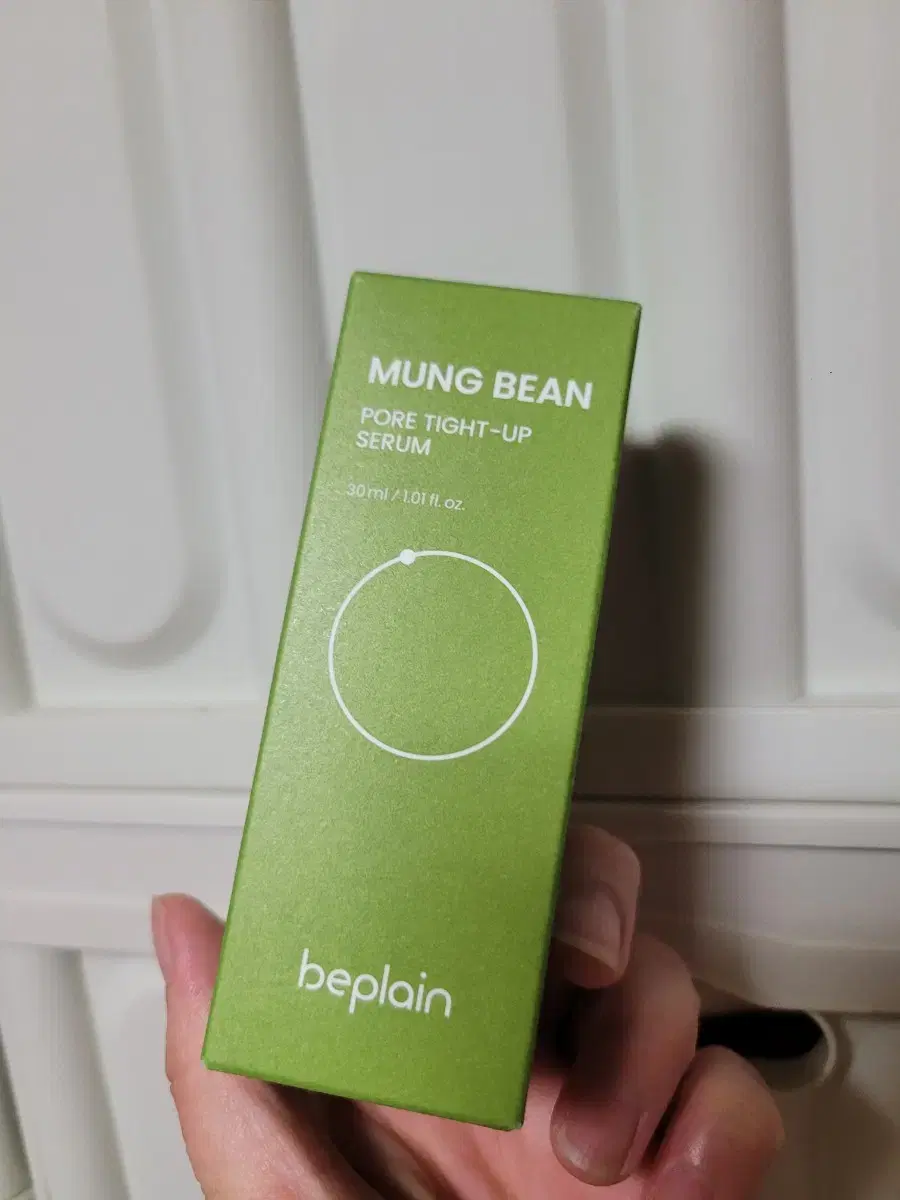 MUNG BEAN
PORE TIGHT-UP
SERUM
30 ml / 1.01 fl. oz.
beplain